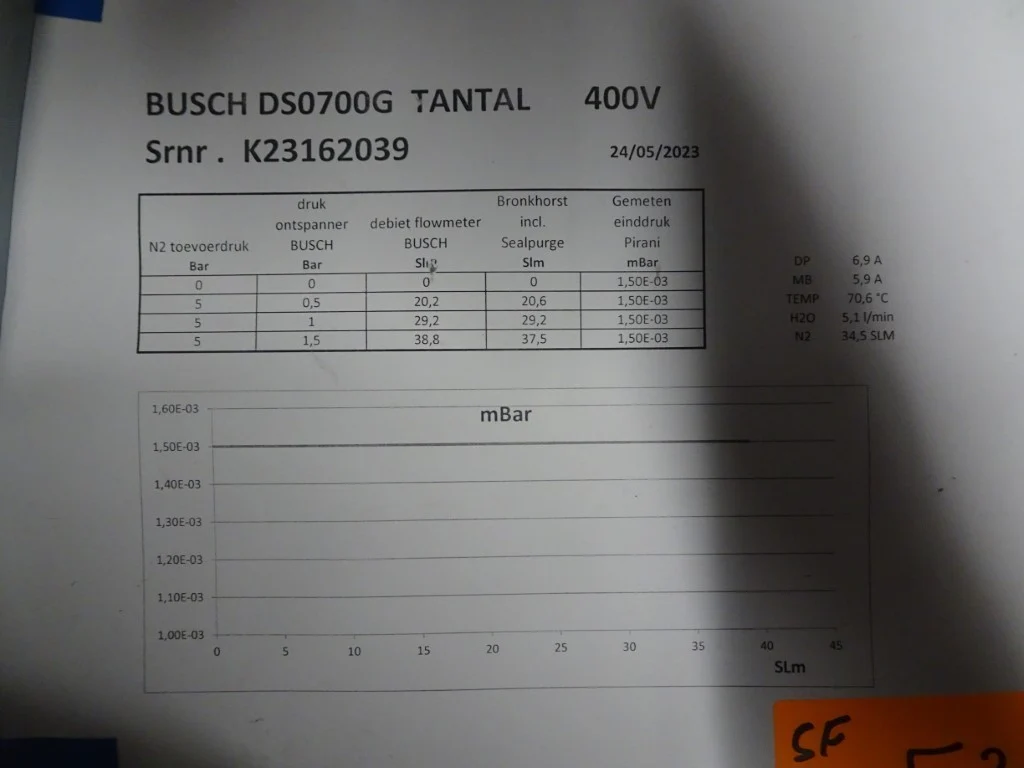 BUSCH DS0700G TANTAL 400V
Srnr . K23162039 24/05/2023
N2 toevoerdruk druk ontspanner BUSCH debiet flowmeter BUSCH Bronkhorst incl. Sealpurge Gemeten einddruk Pirani
Bar Bar Slm Slm mBar
0 0 0 0 1,50E-03
5 0,5 20,2 20,6 1,50E-03
5 1 29,2 29,2 1,50E-03
5 1,5 38,8 37,5 1,50E-03
DP 6,9 A
MB 5,9 A
TEMP 70,6 °C
H2O 5,1 l/min
N2 34,5 SLM
mBar
1,60E-03
1,50E-03
1,40E-03
1,30E-03
1,20E-03
1,10E-03
1,00E-03
0 5 10 15 20 25 30 35 40 45
SLm
SF